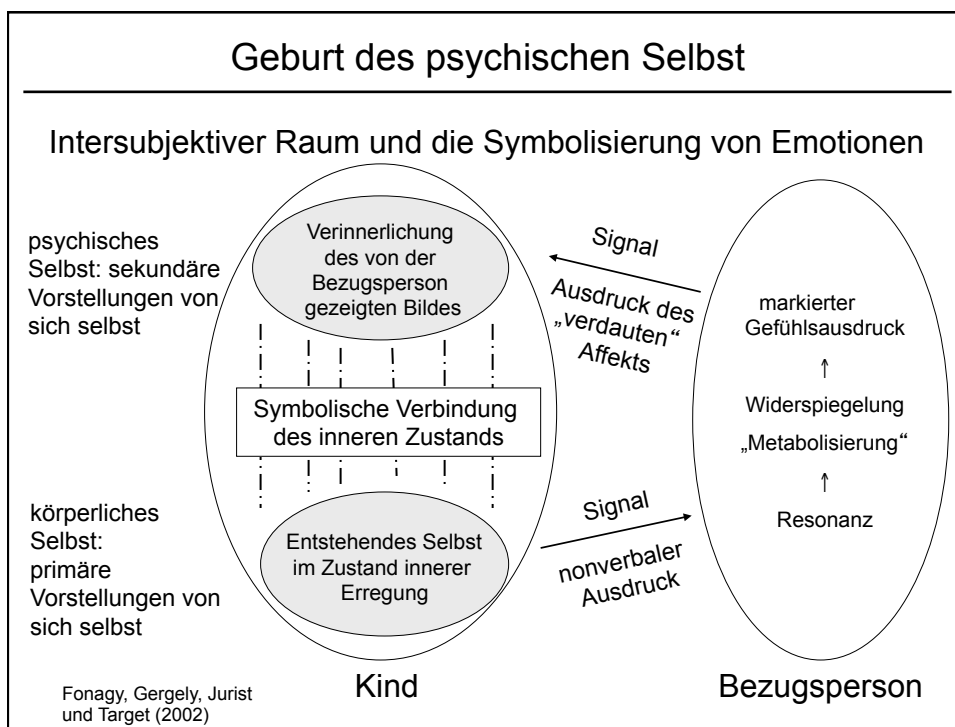 Geburt des psychischen Selbst
Intersubjektiver Raum und die Symbolisierung von Emotionen
psychisches
Selbst: sekundäre
Vorstellungen von
sich selbst
Verinnerlichung
des von der
Bezugsperson
gezeigten Bildes
Signal
Ausdruck des
„verdauten“
Affekts
markierter
Gefühlsausdruck
↑
Widerspiegelung
„Metabolisierung“
↑
Resonanz
Symbolische Verbindung
des inneren Zustands
körperliches
Selbst:
primäre
Vorstellungen von
sich selbst
Entstehendes Selbst
im Zustand innerer
Erregung
Signal
nonverbaler
Ausdruck
Kind
Bezugsperson
Fonagy, Gergely, Jurist
und Target (2002)